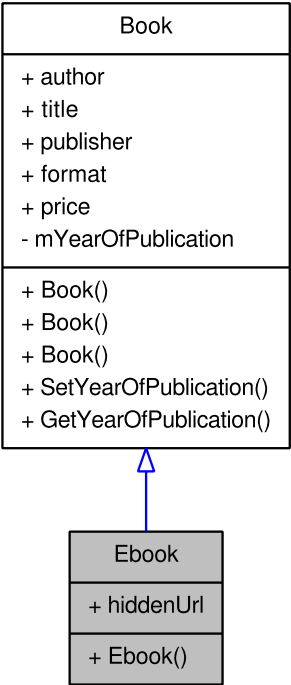 Book
+ author
+ title
+ publisher
+ format
+ price
- mYearOfPublication
+ Book()
+ Book()
+ Book()
+ SetYearOfPublication()
+ GetYearOfPublication()
Ebook
+ hiddenUrl
+ Ebook()